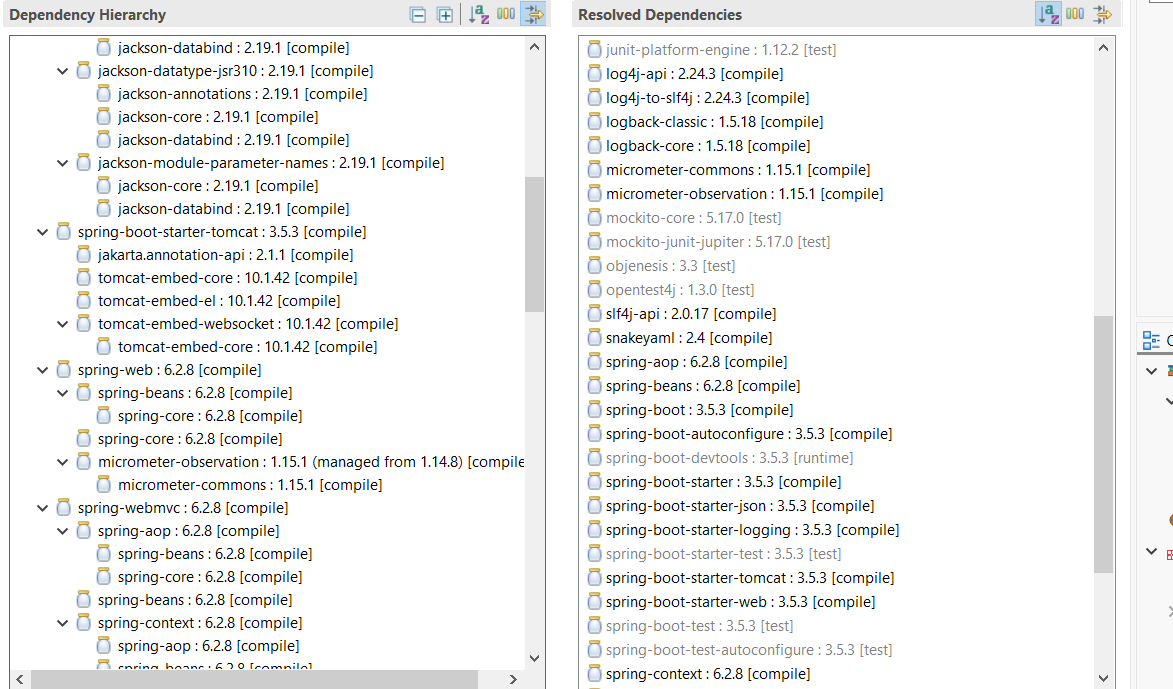 Dependency Hierarchy
jackson-databind : 2.19.1 [compile]
jackson-datatype-jsr310 : 2.19.1 [compile]
jackson-annotations : 2.19.1 [compile]
jackson-core : 2.19.1 [compile]
jackson-databind : 2.19.1 [compile]
jackson-module-parameter-names : 2.19.1 [compile]
jackson-core : 2.19.1 [compile]
jackson-databind : 2.19.1 [compile]
spring-boot-starter-tomcat : 3.5.3 [compile]
jakarta.annotation-api : 2.1.1 [compile]
tomcat-embed-core : 10.1.42 [compile]
tomcat-embed-el : 10.1.42 [compile]
tomcat-embed-websocket : 10.1.42 [compile]
tomcat-embed-core : 10.1.42 [compile]
spring-web : 6.2.8 [compile]
spring-beans : 6.2.8 [compile]
spring-core : 6.2.8 [compile]
spring-core : 6.2.8 [compile]
micrometer-observation : 1.15.1 (managed from 1.14.8) [compile
micrometer-commons : 1.15.1 [compile]
spring-webmvc : 6.2.8 [compile]
spring-aop : 6.2.8 [compile]
spring-beans : 6.2.8 [compile]
spring-core : 6.2.8 [compile]
spring-beans : 6.2.8 [compile]
spring-context : 6.2.8 [compile]
spring-aop : 6.2.8 [compile]
spring-beans : 6.2.8 [compile]
Resolved Dependencies
junit-platform-engine : 1.12.2 [test]
log4j-api : 2.24.3 [compile]
log4j-to-slf4j : 2.24.3 [compile]
logback-classic : 1.5.18 [compile]
logback-core : 1.5.18 [compile]
micrometer-commons : 1.15.1 [compile]
micrometer-observation : 1.15.1 [compile]
mockito-core : 5.17.0 [test]
mockito-junit-jupiter : 5.17.0 [test]
objenesis : 3.3 [test]
opentest4j : 1.3.0 [test]
slf4j-api : 2.0.17 [compile]
snakeyaml : 2.4 [compile]
spring-aop : 6.2.8 [compile]
spring-beans : 6.2.8 [compile]
spring-boot : 3.5.3 [compile]
spring-boot-autoconfigure : 3.5.3 [compile]
spring-boot-devtools : 3.5.3 [runtime]
spring-boot-starter : 3.5.3 [compile]
spring-boot-starter-json : 3.5.3 [compile]
spring-boot-starter-logging : 3.5.3 [compile]
spring-boot-starter-test : 3.5.3 [test]
spring-boot-starter-tomcat : 3.5.3 [compile]
spring-boot-starter-web : 3.5.3 [compile]
spring-boot-test : 3.5.3 [test]
spring-boot-test-autoconfigure : 3.5.3 [test]
spring-context : 6.2.8 [compile]